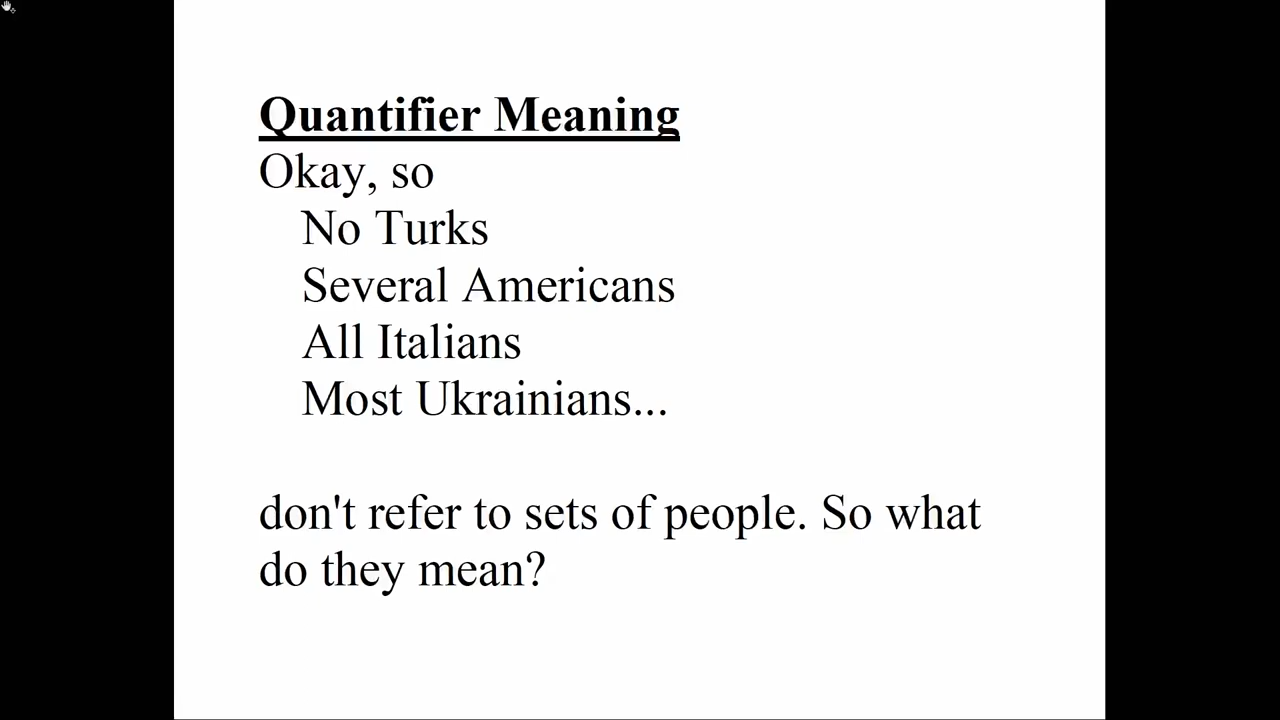 Quantifier Meaning
Okay, so
No Turks
Several Americans
All Italians
Most Ukrainians...
don't refer to sets of people. So what
do they mean?